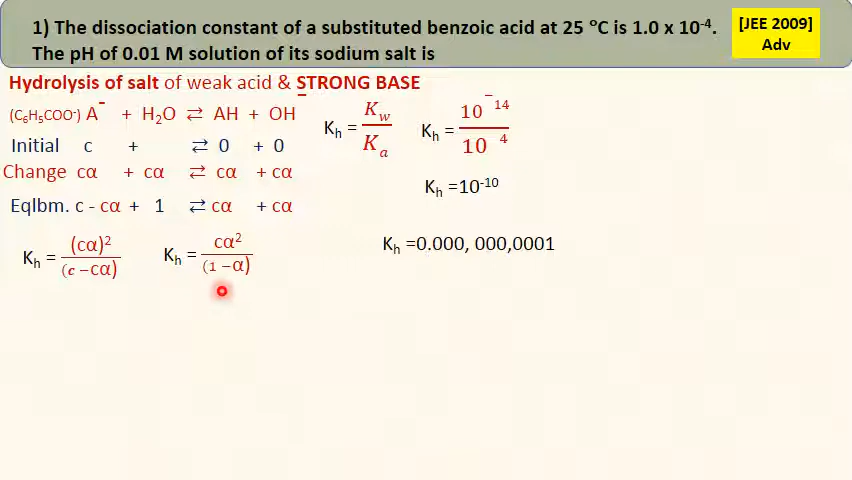 1) The dissociation constant of a substituted benzoic acid at 25 °C is 1.0 x 10⁻⁴.
The pH of 0.01 M solution of its sodium salt is
[JEE 2009]
Adv
Hydrolysis of salt of weak acid & STRONG BASE
(C₆H₅COO⁻) A⁻ + H₂O ⇄ AH + OH⁻
Initial c + ⇄ 0 + 0
Change cα + cα ⇄ cα + cα
Eqlbm. c - cα + 1 ⇄ cα + cα
Kₕ = (cα)² / (c – cα)
Kₕ = cα² / (1 – α)
Kₕ = K_w / K_a
Kₕ = 10⁻¹⁴ / 10⁻⁴
Kₕ =10⁻¹⁰
Kₕ =0.000, 000,0001